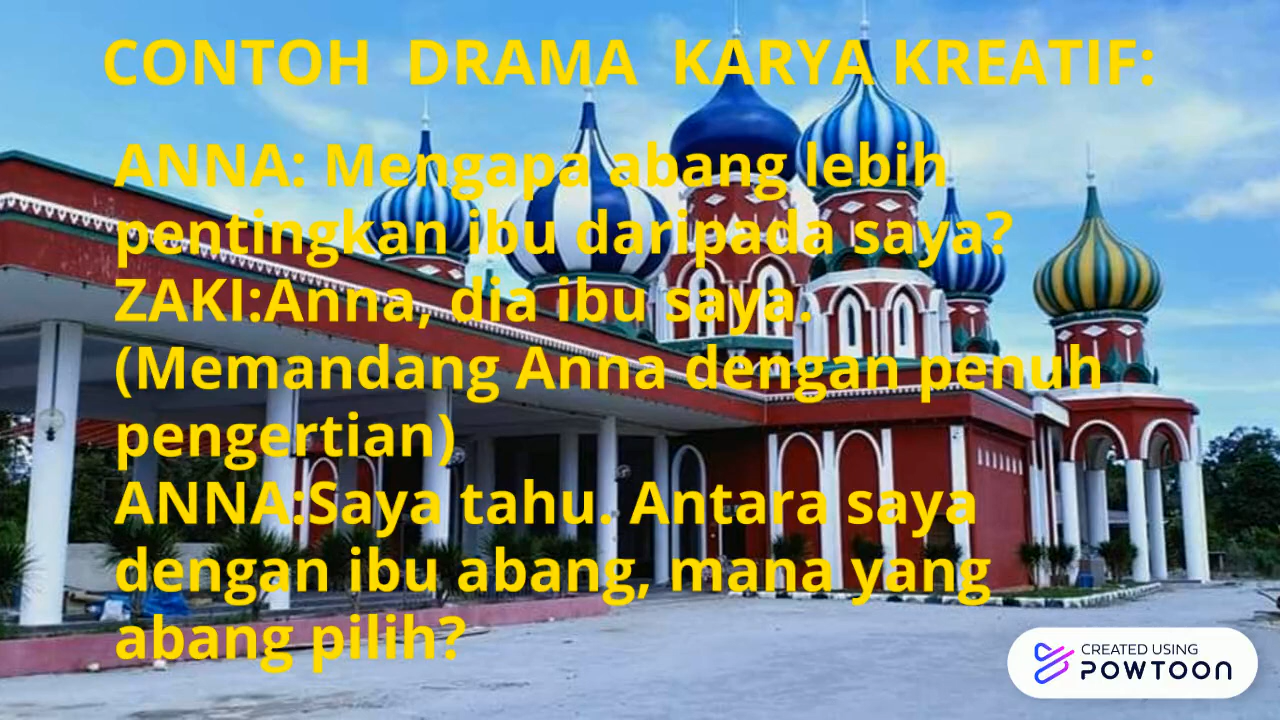 CONTOH DRAMA KARYA KREATIF:
ANNA: Mengapa abang lebih
pentingkan ibu daripada saya?
ZAKI:Anna, dia ibu saya.
(Memandang Anna dengan penuh
pengertian)
ANNA:Saya tahu. Antara saya
dengan ibu abang, mana yang
abang pilih?
CREATED USING
POWTOON